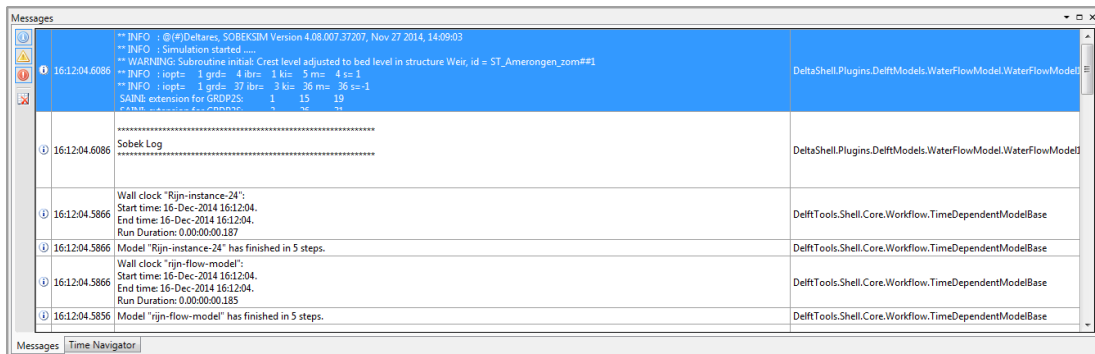 Messages
** INFO : @(#)Deltares, SOBEKSIM Version 4.08.007.37207, Nov 27 2014, 14:09:03
** INFO : Simulation started .....
** WARNING: Subroutine initial: Crest level adjusted to bed level in structure Weir, id = ST_Amerongen_zom##1
16:12:04.6086 ** INFO : iopt= 1 grd= 4 ibr= 1 ki= 5 m= 4 s= 1 DeltaShell.Plugins.DelftModels.WaterFlowModel.WaterFlowModel1
** INFO : iopt= 1 grd= 37 ibr= 3 ki= 36 m= 36 s=-1
SAINI: extension for GRDP2S: 1 15 19
SAINI: extension for GRDP2S: 2 26 21
***************************************************************
16:12:04.6086 Sobek Log DeltaShell.Plugins.DelftModels.WaterFlowModel.WaterFlowModel1
***************************************************************
Wall clock "Rijn-instance-24":
Start time: 16-Dec-2014 16:12:04.
16:12:04.5866 End time: 16-Dec-2014 16:12:04. DelftTools.Shell.Core.Workflow.TimeDependentModelBase
Run Duration: 0.00:00:00.187
16:12:04.5866 Model "Rijn-instance-24" has finished in 5 steps. DelftTools.Shell.Core.Workflow.TimeDependentModelBase
Wall clock "rijn-flow-model":
Start time: 16-Dec-2014 16:12:04.
16:12:04.5866 End time: 16-Dec-2014 16:12:04. DelftTools.Shell.Core.Workflow.TimeDependentModelBase
Run Duration: 0.00:00:00.185
16:12:04.5856 Model "rijn-flow-model" has finished in 5 steps. DelftTools.Shell.Core.Workflow.TimeDependentModelBase
Messages Time Navigator